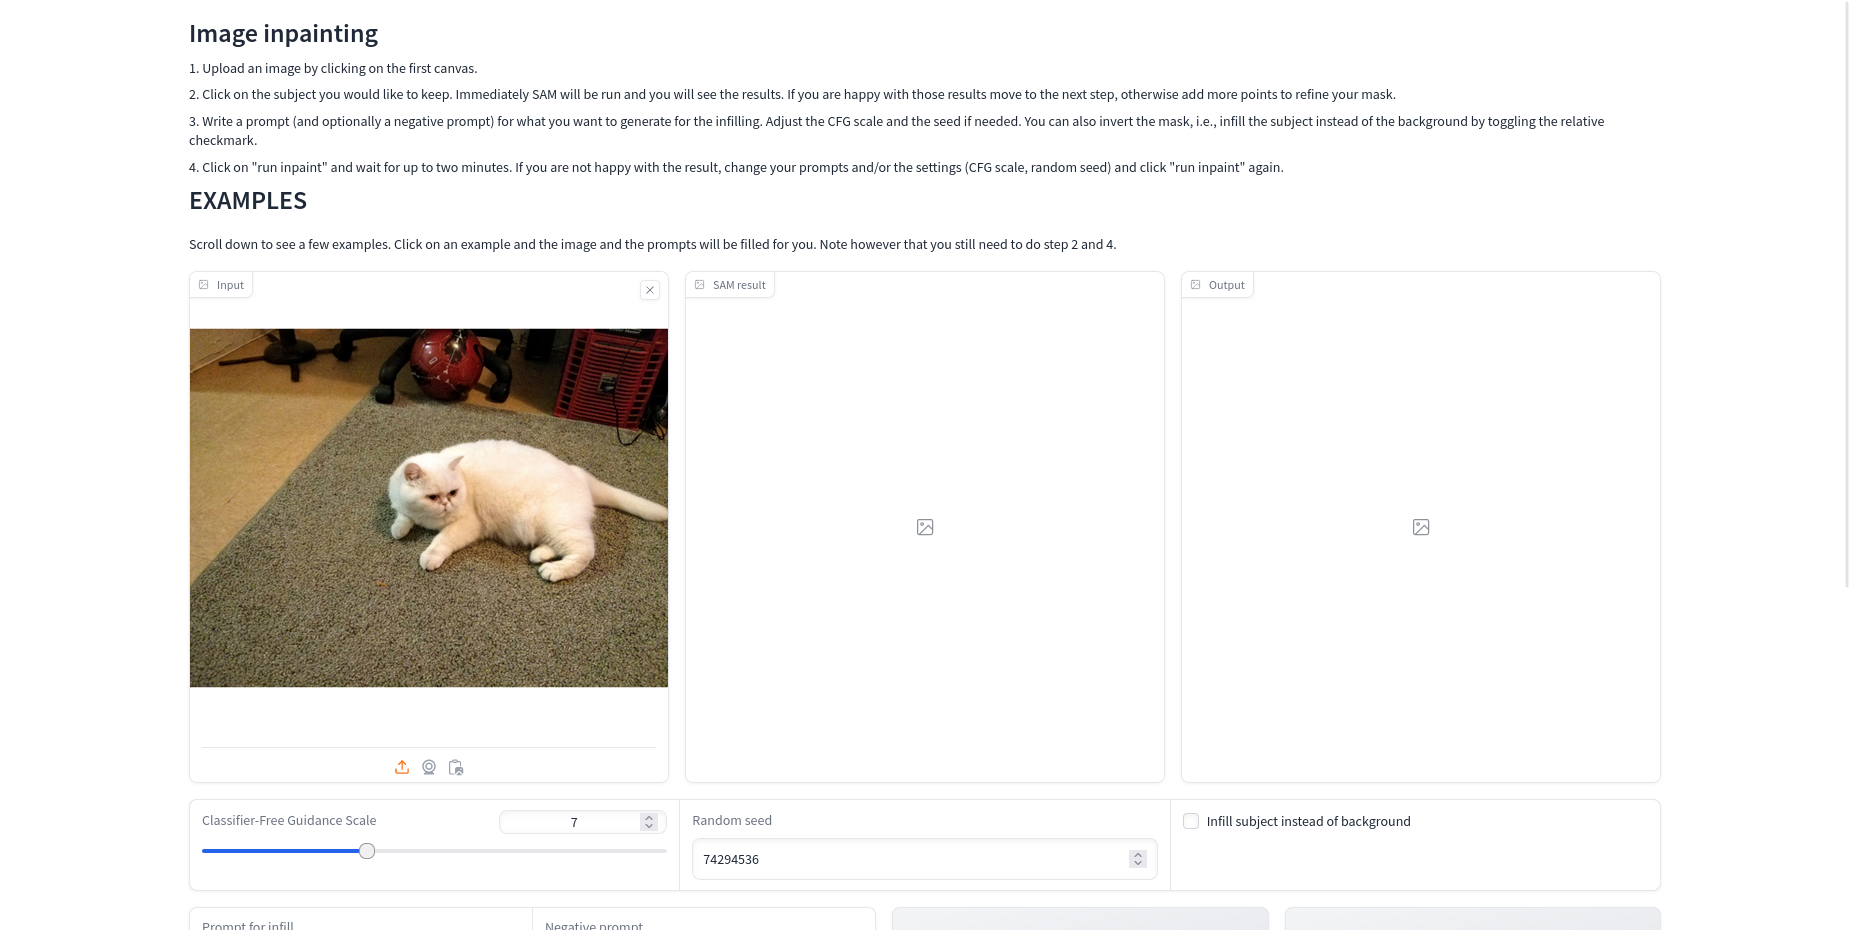 Image inpainting
1. Upload an image by clicking on the first canvas.
2. Click on the subject you would like to keep. Immediately SAM will be run and you will see the results. If you are happy with those results move to the next step, otherwise add more points to refine your mask.
3. Write a prompt (and optionally a negative prompt) for what you want to generate for the infilling. Adjust the CFG scale and the seed if needed. You can also invert the mask, i.e., infill the subject instead of the background by toggling the relative
checkmark.
4. Click on "run inpaint" and wait for up to two minutes. If you are not happy with the result, change your prompts and/or the settings (CFG scale, random seed) and click "run inpaint" again.
EXAMPLES
Scroll down to see a few examples. Click on an example and the image and the prompts will be filled for you. Note however that you still need to do step 2 and 4.
Input
SAM result
Output
Classifier-Free Guidance Scale
7
Random seed
74294536
Infill subject instead of background
Prompt for infill
Negative prompt